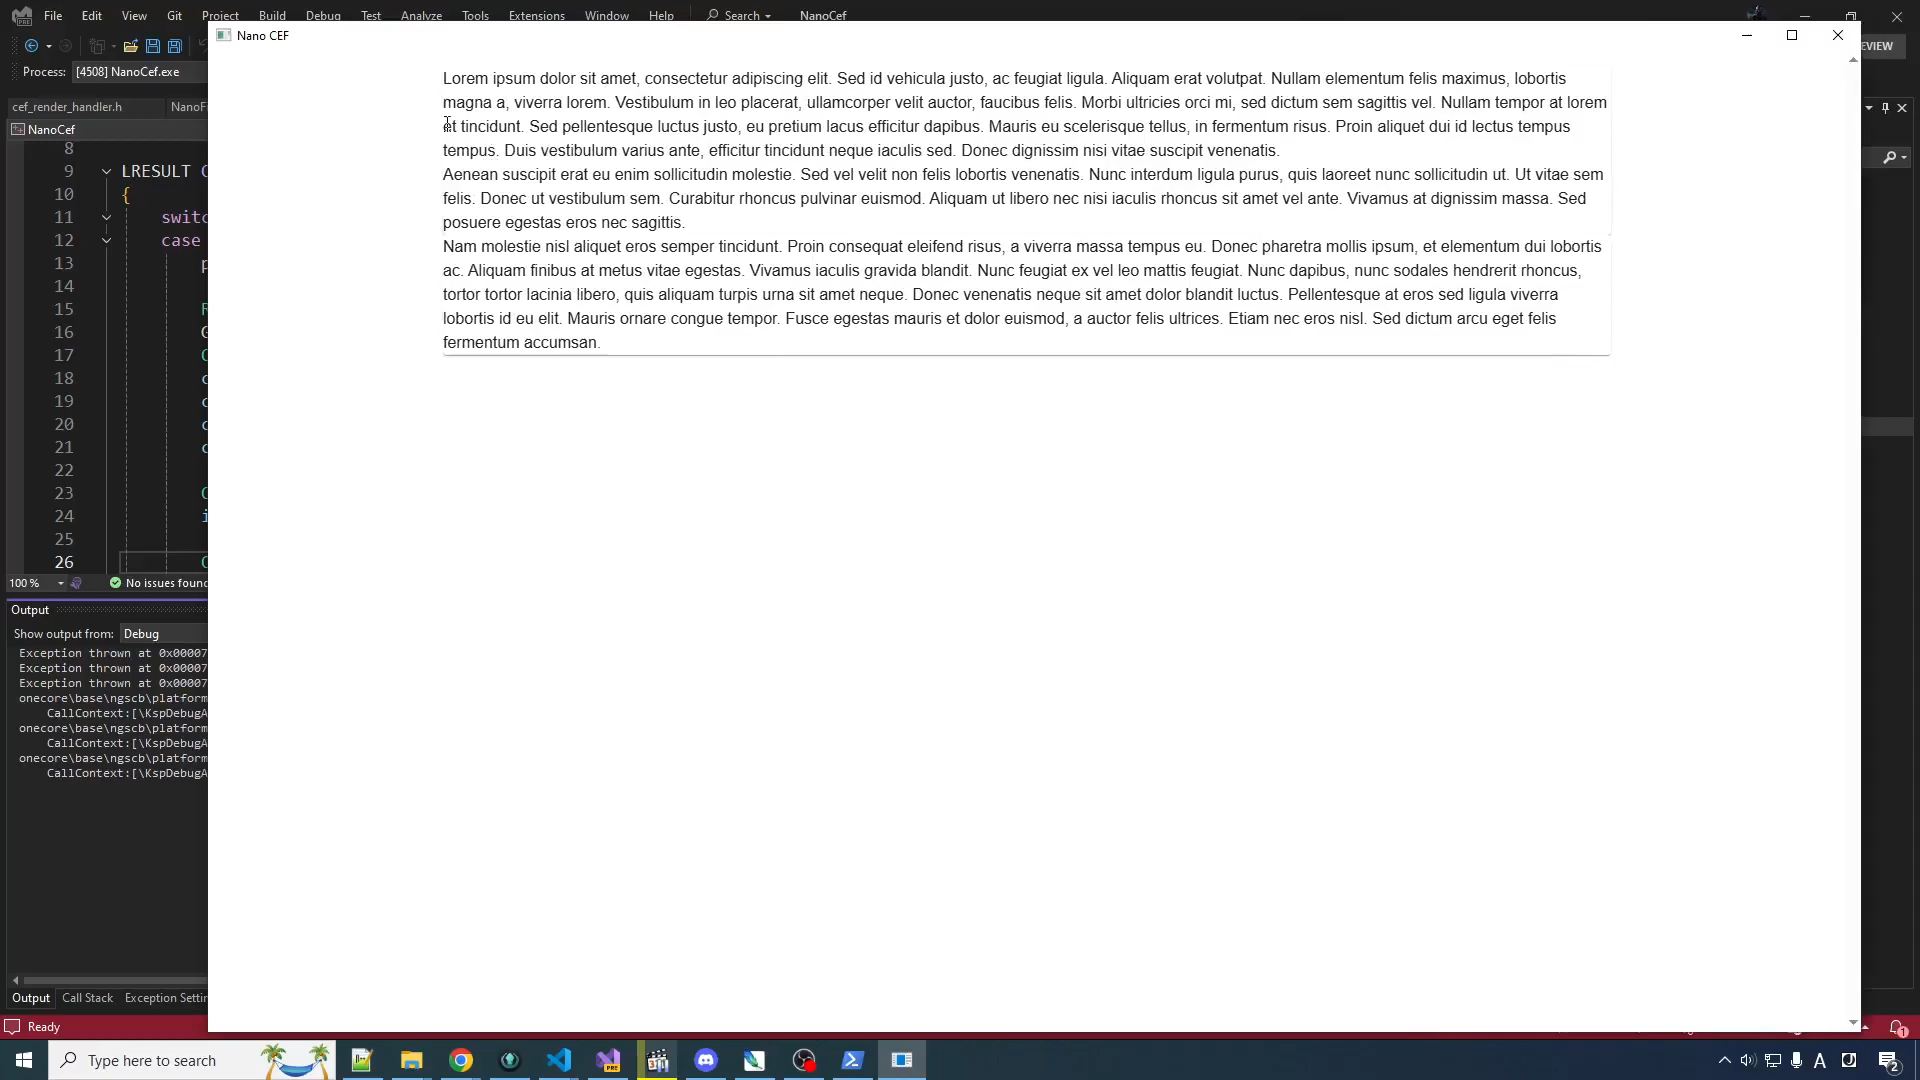 File Edit View Git Project Build Debug Test Analyze Tools Extensions Window Help Search NanoCef
Nano CEF
EVIEW
Process: [4508] NanoCef.exe
cef_render_handler.h NanoF
NanoCef
8
9 LRESULT C
10 {
11 switc
12 case
13 p
14
15 R
16 G
17 C
18 c
19 c
20 c
21 c
22
23 C
24 i
25
26 C
100 % No issues found
Output
Show output from: Debug
Exception thrown at 0x00007
Exception thrown at 0x00007
Exception thrown at 0x00007
onecore\base\ngscb\platform
CallContext:[\KspDebugA
onecore\base\ngscb\platform
CallContext:[\KspDebugA
onecore\base\ngscb\platform
CallContext:[\KspDebugA
Output Call Stack Exception Settin
Ready
Lorem ipsum dolor sit amet, consectetur adipiscing elit. Sed id vehicula justo, ac feugiat ligula. Aliquam erat volutpat. Nullam elementum felis maximus, lobortis
magna a, viverra lorem. Vestibulum in leo placerat, ullamcorper velit auctor, faucibus felis. Morbi ultricies orci mi, sed dictum sem sagittis vel. Nullam tempor at lorem
et tincidunt. Sed pellentesque luctus justo, eu pretium lacus efficitur dapibus. Mauris eu scelerisque tellus, in fermentum risus. Proin aliquet dui id lectus tempus
tempus. Duis vestibulum varius ante, efficitur tincidunt neque iaculis sed. Donec dignissim nisi vitae suscipit venenatis.
Aenean suscipit erat eu enim sollicitudin molestie. Sed vel velit non felis lobortis venenatis. Nunc interdum ligula purus, quis laoreet nunc sollicitudin ut. Ut vitae sem
felis. Donec ut vestibulum sem. Curabitur rhoncus pulvinar euismod. Aliquam ut libero nec nisi iaculis rhoncus sit amet vel ante. Vivamus at dignissim massa. Sed
posuere egestas eros nec sagittis.
Nam molestie nisl aliquet eros semper tincidunt. Proin consequat eleifend risus, a viverra massa tempus eu. Donec pharetra mollis ipsum, et elementum dui lobortis
ac. Aliquam finibus at metus vitae egestas. Vivamus iaculis gravida blandit. Nunc feugiat ex vel leo mattis feugiat. Nunc dapibus, nunc sodales hendrerit rhoncus,
tortor tortor lacinia libero, quis aliquam turpis urna sit amet neque. Donec venenatis neque sit amet dolor blandit luctus. Pellentesque at eros sed ligula viverra
lobortis id eu elit. Mauris ornare congue tempor. Fusce egestas mauris et dolor euismod, a auctor felis ultrices. Etiam nec eros nisl. Sed dictum arcu eget felis
fermentum accumsan.
Type here to search
A
2